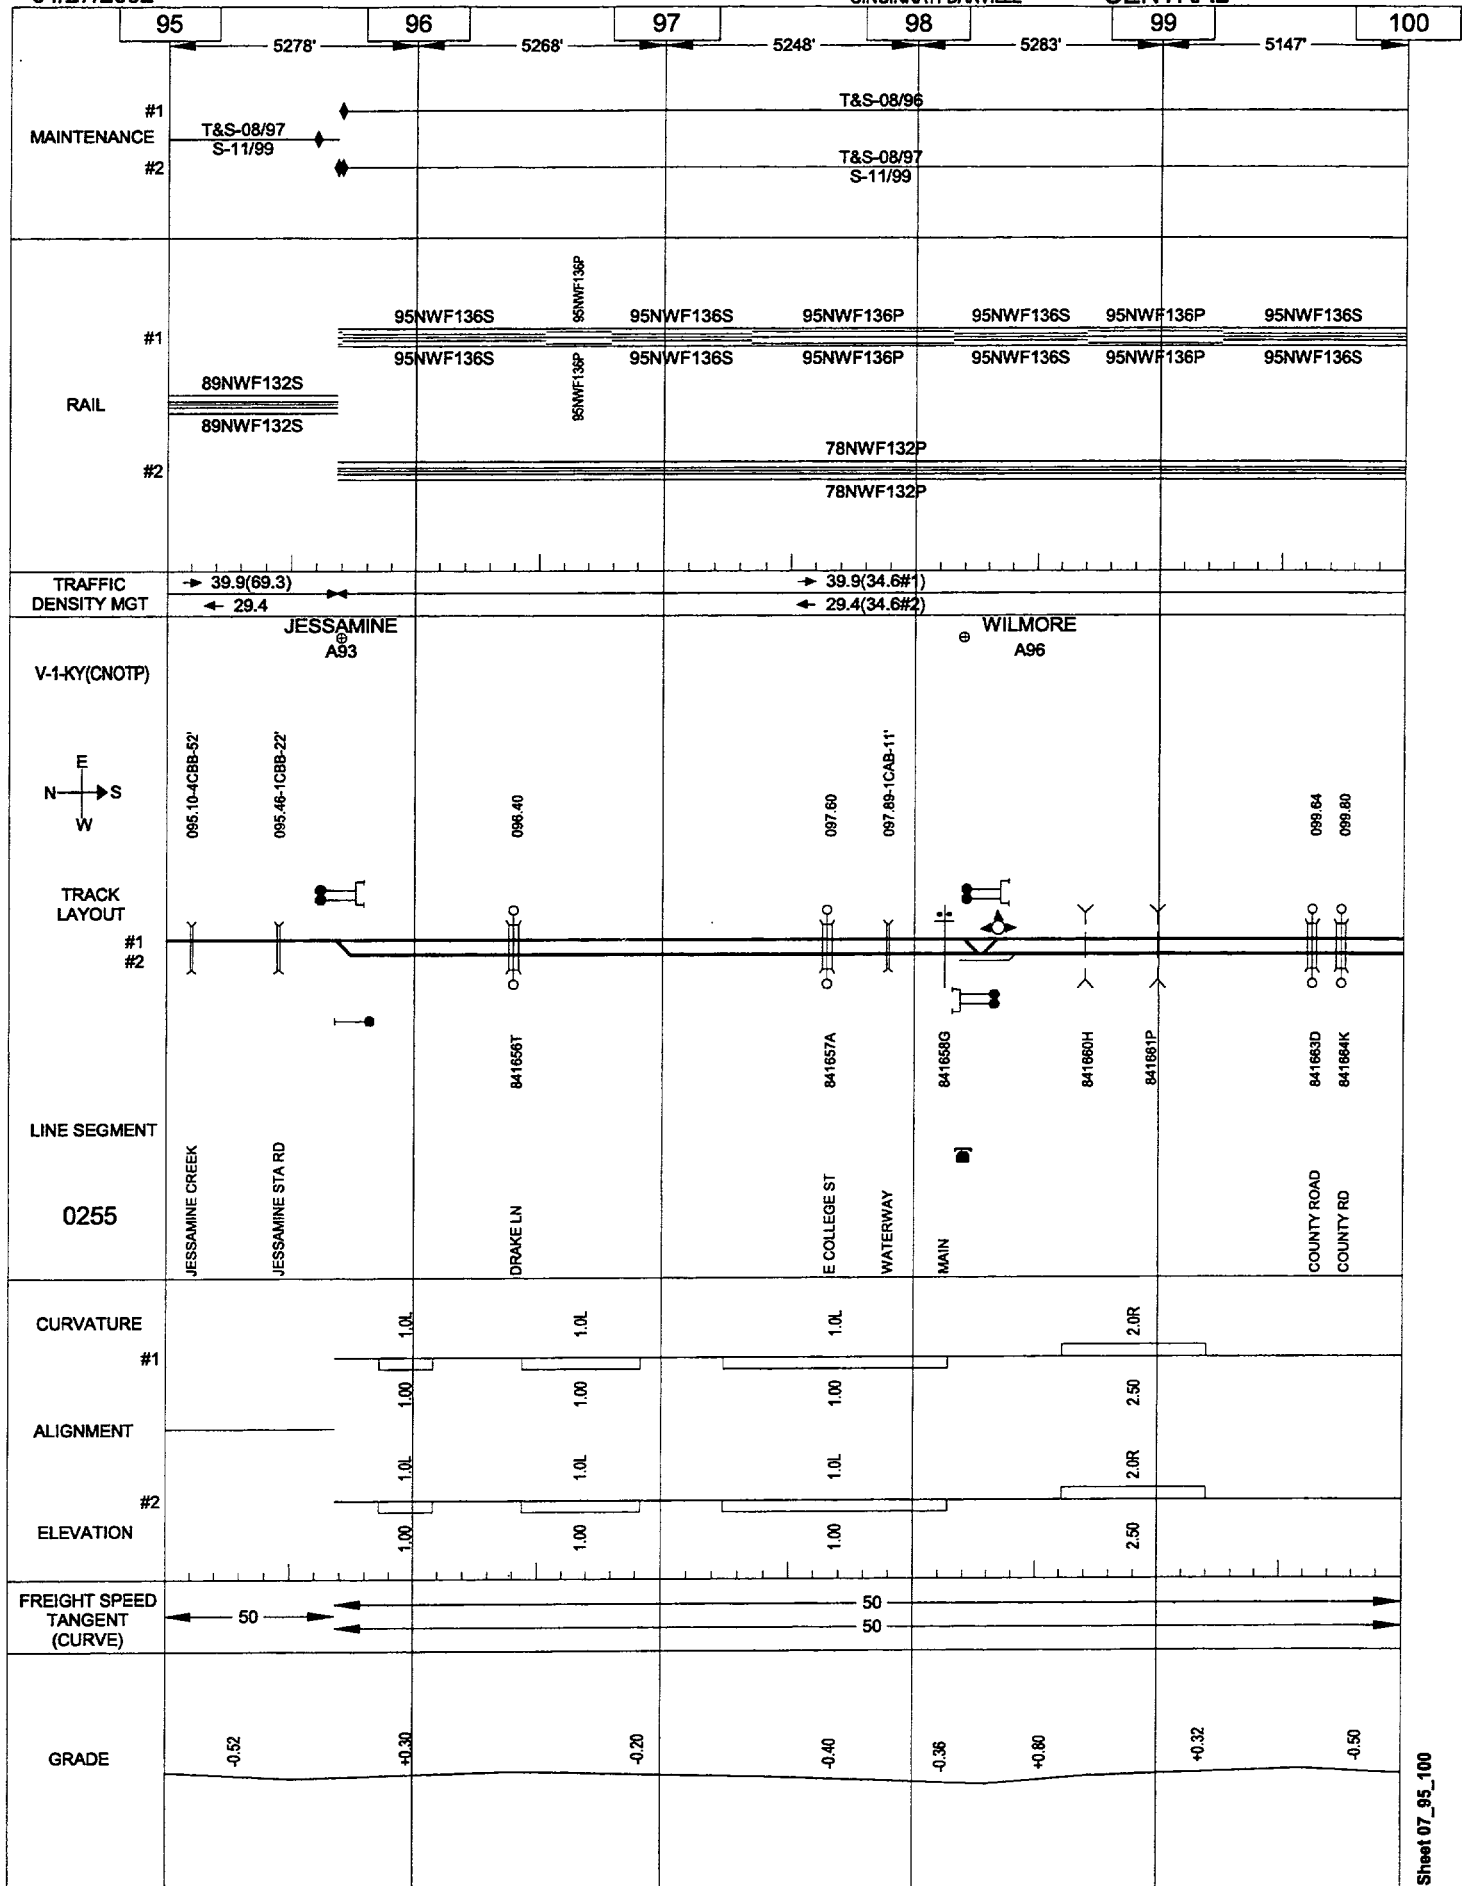 95 96 97 98 99 100
5278' 5268' 5248' 5283' 5147'
#1
T&S-08/96
MAINTENANCE
T&S-08/97
S-11/99
#2
T&S-08/97
S-11/99
95NWF136S 95NWF136P 95NWF136S 95NWF136P 95NWF136S 95NWF136P 95NWF136S
#1
95NWF136S 95NWF136P 95NWF136S 95NWF136P 95NWF136S 95NWF136P 95NWF136S
89NWF132S
RAIL
89NWF132S
78NWF132P
#2
78NWF132P
TRAFFIC
DENSITY MGT
39.9(69.3) 39.9(34.6#1)
29.4 29.4(34.6#2)
JESSAMINE WILMORE
A93 A96
V-1-KY(CNOTP)
E
N S
W
095.10-4CBB-52'
095.46-1CBB-22'
096.40
097.60
097.89-1CAB-11'
099.64
099.80
TRACK
LAYOUT
#1
#2
841656T
841657A
841658G
841660H
841661P
841663D
841664K
LINE SEGMENT
0255
JESSAMINE CREEK
JESSAMINE STA RD
DRAKE LN
E COLLEGE ST
WATERWAY
MAIN
COUNTY ROAD
COUNTY RD
CURVATURE
1.0L 1.0L 1.0L 2.0R
#1
1.00 1.00 1.00 2.50
ALIGNMENT
1.0L 1.0L 1.0L 2.0R
#2
ELEVATION
1.00 1.00 1.00 2.50
FREIGHT SPEED
TANGENT
(CURVE)
50 50
50
GRADE
-0.52 +0.30 -0.20 -0.40 -0.36 +0.80 +0.32 -0.50
Sheet 07_95_100